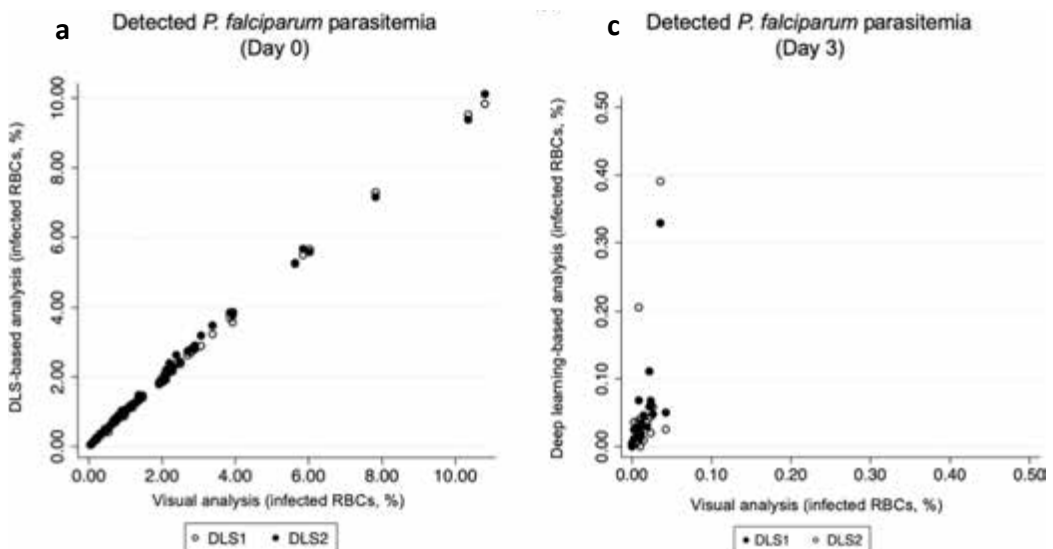 a
Detected P. falciparum parasitemia
(Day 0)
DLS-based analysis (infected RBCs, %)
10.00
8.00
6.00
4.00
2.00
0.00
0.00 2.00 4.00 6.00 8.00 10.00
Visual analysis (infected RBCs, %)
DLS1 DLS2
c
Detected P. falciparum parasitemia
(Day 3)
Deep learning-based analysis (infected RBCs, %)
0.50
0.40
0.30
0.20
0.10
0.00
0.00 0.10 0.20 0.30 0.40 0.50
Visual analysis (infected RBCs, %)
DLS1 DLS2